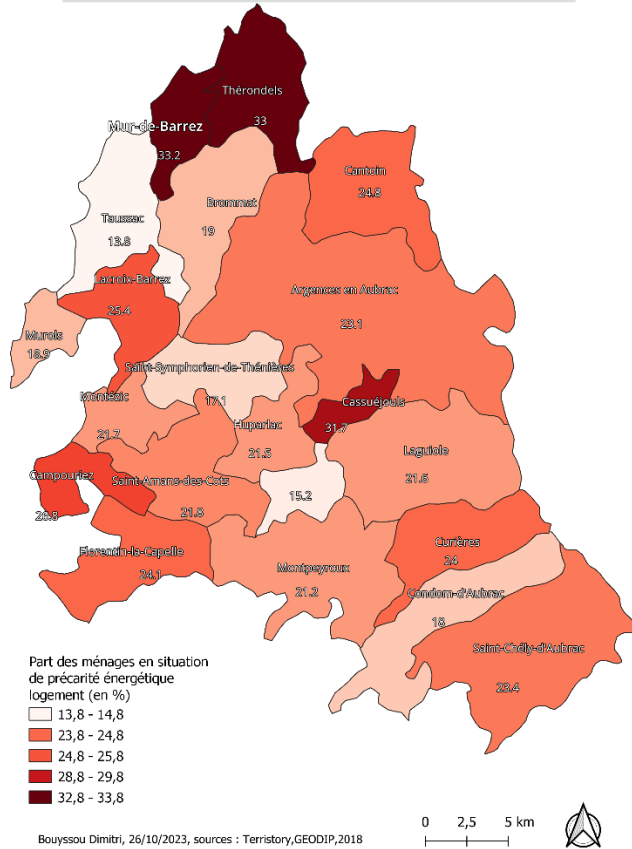 Thérondels
33
Mur-de-Barrez
33.2
Cantoin
24.8
Brommat
19
Taussac
13.8
Lacroix-Barrez
25.4
Argences en Aubrac
23.1
Murols
18.9
Saint-Symphorien-de-Thénières
17.1
Montézic
21.7
Cassuéjouls
31.7
Huparlac
21.5
Laguiole
21.6
Campouriez
26.8
Saint-Amans-des-Cots
21.8
15.2
Florentin-la-Capelle
24.1
Curières
24
Montpeyroux
21.2
Condom-d'Aubrac
18
Saint-Chély-d'Aubrac
23.4
Part des ménages en situation
de précarité énergétique
logement (en %)
13,8 - 14,8
23,8 - 24,8
24,8 - 25,8
28,8 - 29,8
32,8 - 33,8
0 2,5 5 km
Bouyssou Dimitri, 26/10/2023, sources : Territory,GEODIP,2018